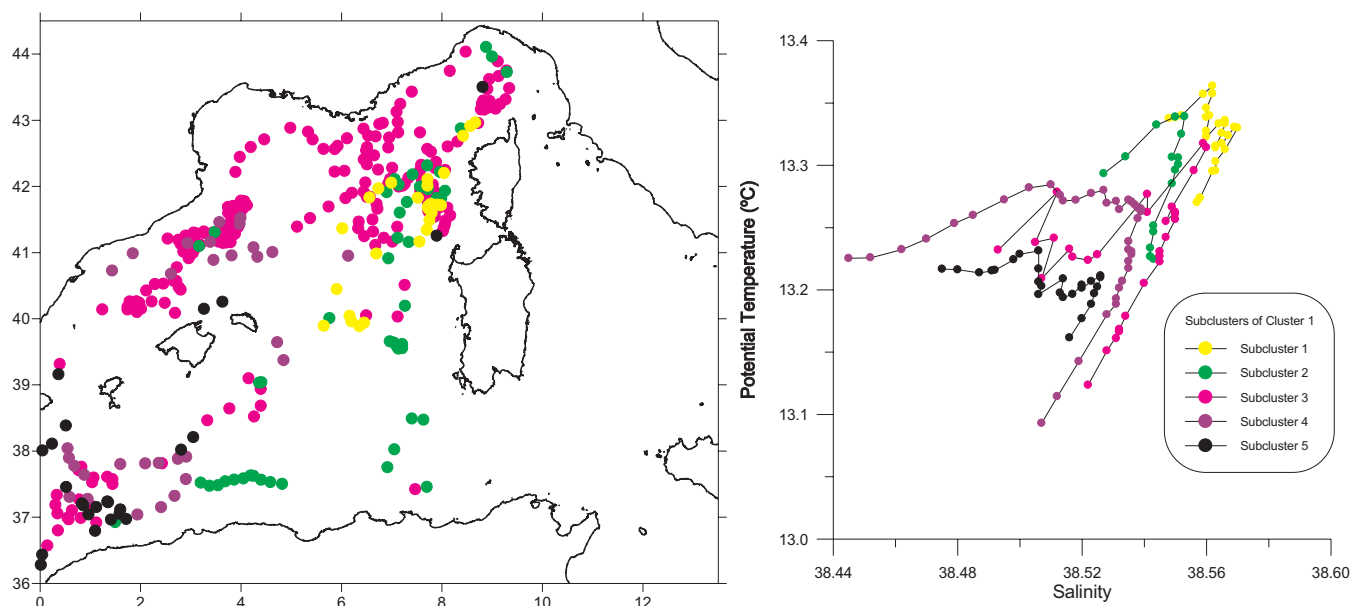 44
43
42
41
40
39
38
37
36
0 2 4 6 8 10 12
13.4
13.3
13.2
13.1
13.0
Potential Temperature (ºC)
38.44 38.48 38.52 38.56 38.60
Salinity
Subclusters of Cluster 1
Subcluster 1
Subcluster 2
Subcluster 3
Subcluster 4
Subcluster 5